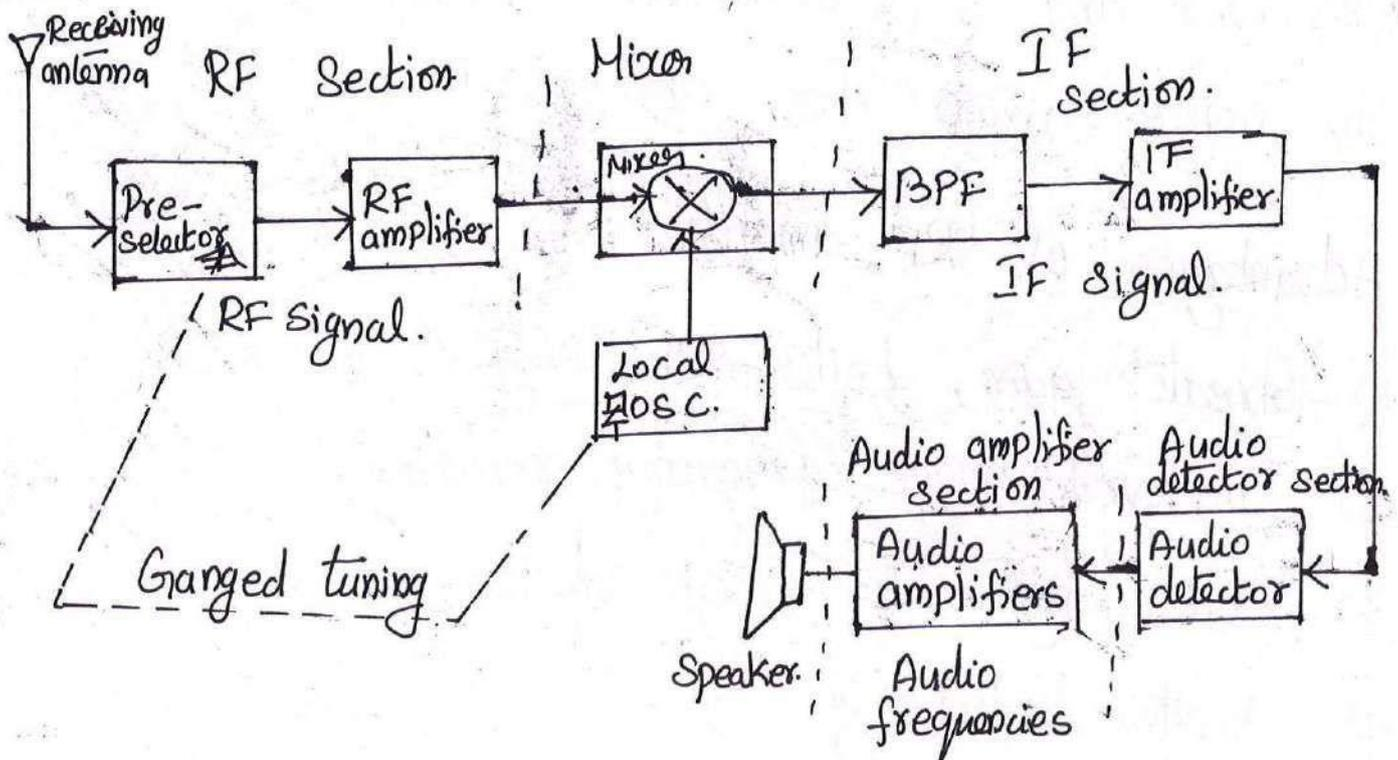 Receiving
antenna
RF Section
Mixer
IF
section.
Pre-
selector
RF
amplifier
Mixer.
BPF
IF
amplifier
RF signal.
IF signal.
Local
OSC.
Ganged tuning
Audio amplifier
section
Audio
detector section.
Audio
amplifiers
Audio
detector
Speaker.
Audio
frequencies